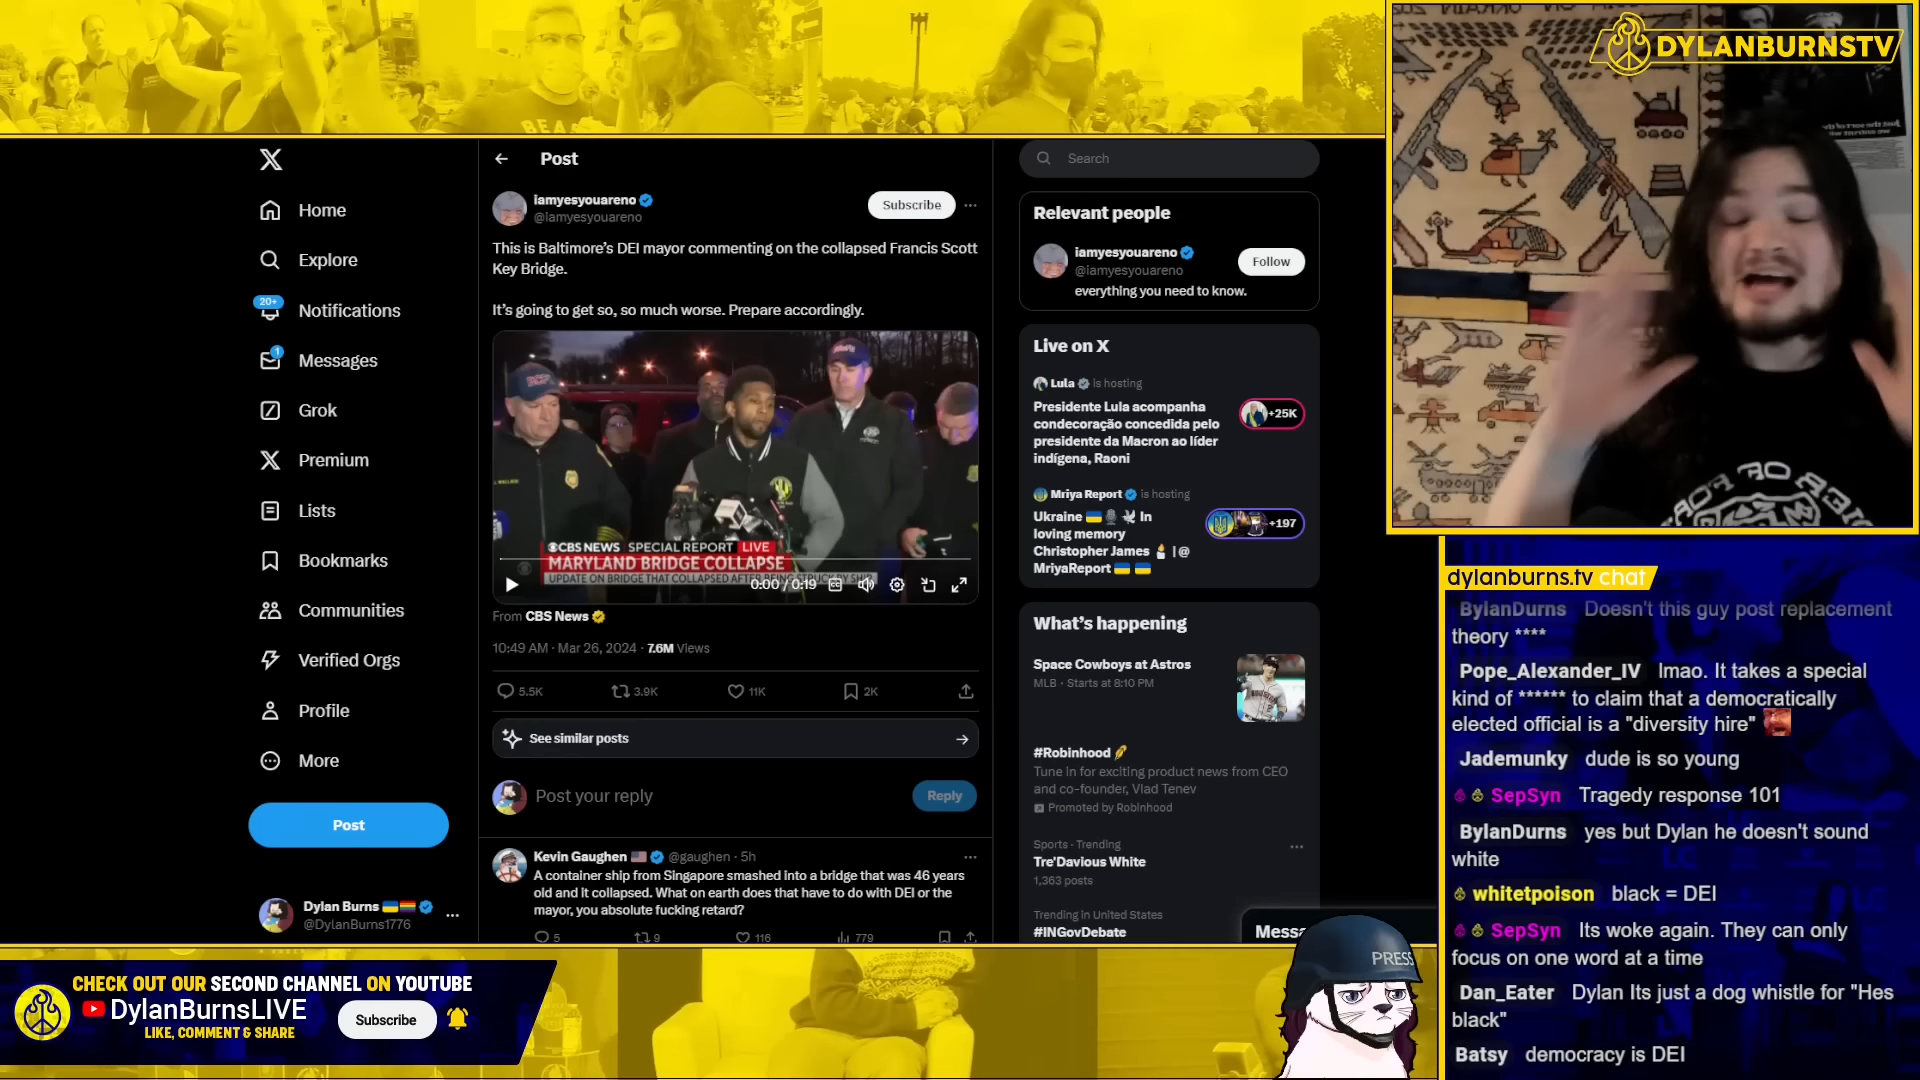 DYLANBURNSTV
Home
Explore
20+
Notifications
1
Messages
Grok
Premium
Lists
Bookmarks
Communities
Verified Orgs
Profile
More
Post
Dylan Burns
@DylanBurns1776
Post
iamyesyouareno
@iamyesyouareno
Subscribe
This is Baltimore's DEI mayor commenting on the collapsed Francis Scott
Key Bridge.
It's going to get so, so much worse. Prepare accordingly.
CBS NEWS SPECIAL REPORT LIVE
MARYLAND BRIDGE COLLAPSE
UPDATE ON BRIDGE THAT COLLAPSED AFTER BEING STRUCK BY SHIP
0:00 / 0:19
From CBS News
10:49 AM · Mar 26, 2024 · 7.6M Views
5.5K
3.9K
11K
2K
See similar posts
Post your reply
Reply
Kevin Gaughen @gaughen · 5h
A container ship from Singapore smashed into a bridge that was 46 years
old and it collapsed. What on earth does that have to do with DEI or the
mayor, you absolute fucking retard?
5
9
116
779
Search
Relevant people
iamyesyouareno
@iamyesyouareno
Follow
everything you need to know.
Live on X
Lula is hosting
Presidente Lula acompanha
condecoração concedida pelo
presidente da Macron ao líder
indígena, Raoni
+25K
Mriya Report is hosting
Ukraine In
loving memory
Christopher James | @
MriyaReport
+197
What's happening
Space Cowboys at Astros
MLB · Starts at 8:10 PM
#Robinhood
Tune in for exciting product news from CEO
and co-founder, Vlad Tenev
Promoted by Robinhood
Sports · Trending
Tre'Davious White
1,363 posts
Trending in United States
#INGovDebate
Messa
dylanburns.tv chat
BylanDurns Doesn't this guy post replacement
theory ****
Pope_Alexander_IV lmao. It takes a special
kind of ****** to claim that a democratically
elected official is a "diversity hire"
Jademunky dude is so young
SepSyn Tragedy response 101
BylanDurns yes but Dylan he doesn't sound
white
whitetpoison black = DEI
SepSyn Its woke again. They can only
focus on one word at a time
Dan_Eater Dylan Its just a dog whistle for "Hes
black"
Batsy democracy is DEI
CHECK OUT OUR SECOND CHANNEL ON YOUTUBE
DylanBurnsLIVE
LIKE, COMMENT & SHARE
Subscribe
PRESS